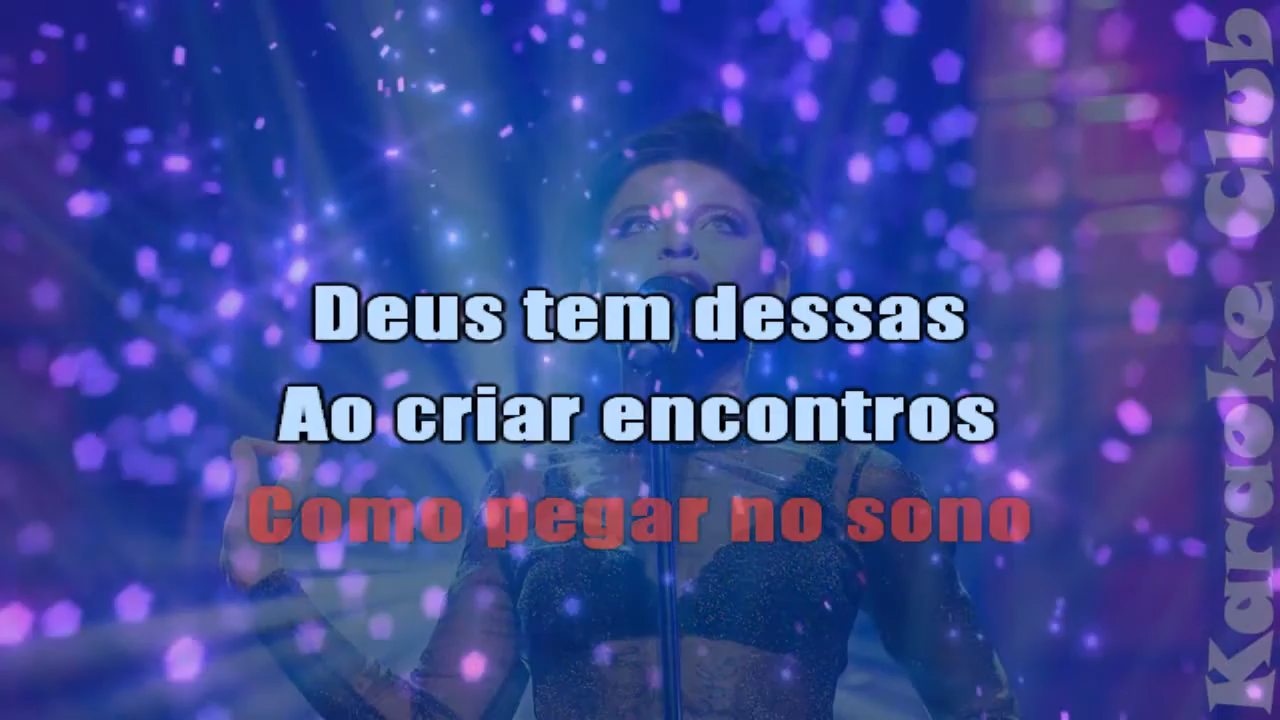 Deus tem dessas
Ao criar encontros
Como pegar no sono
Karaoke Club